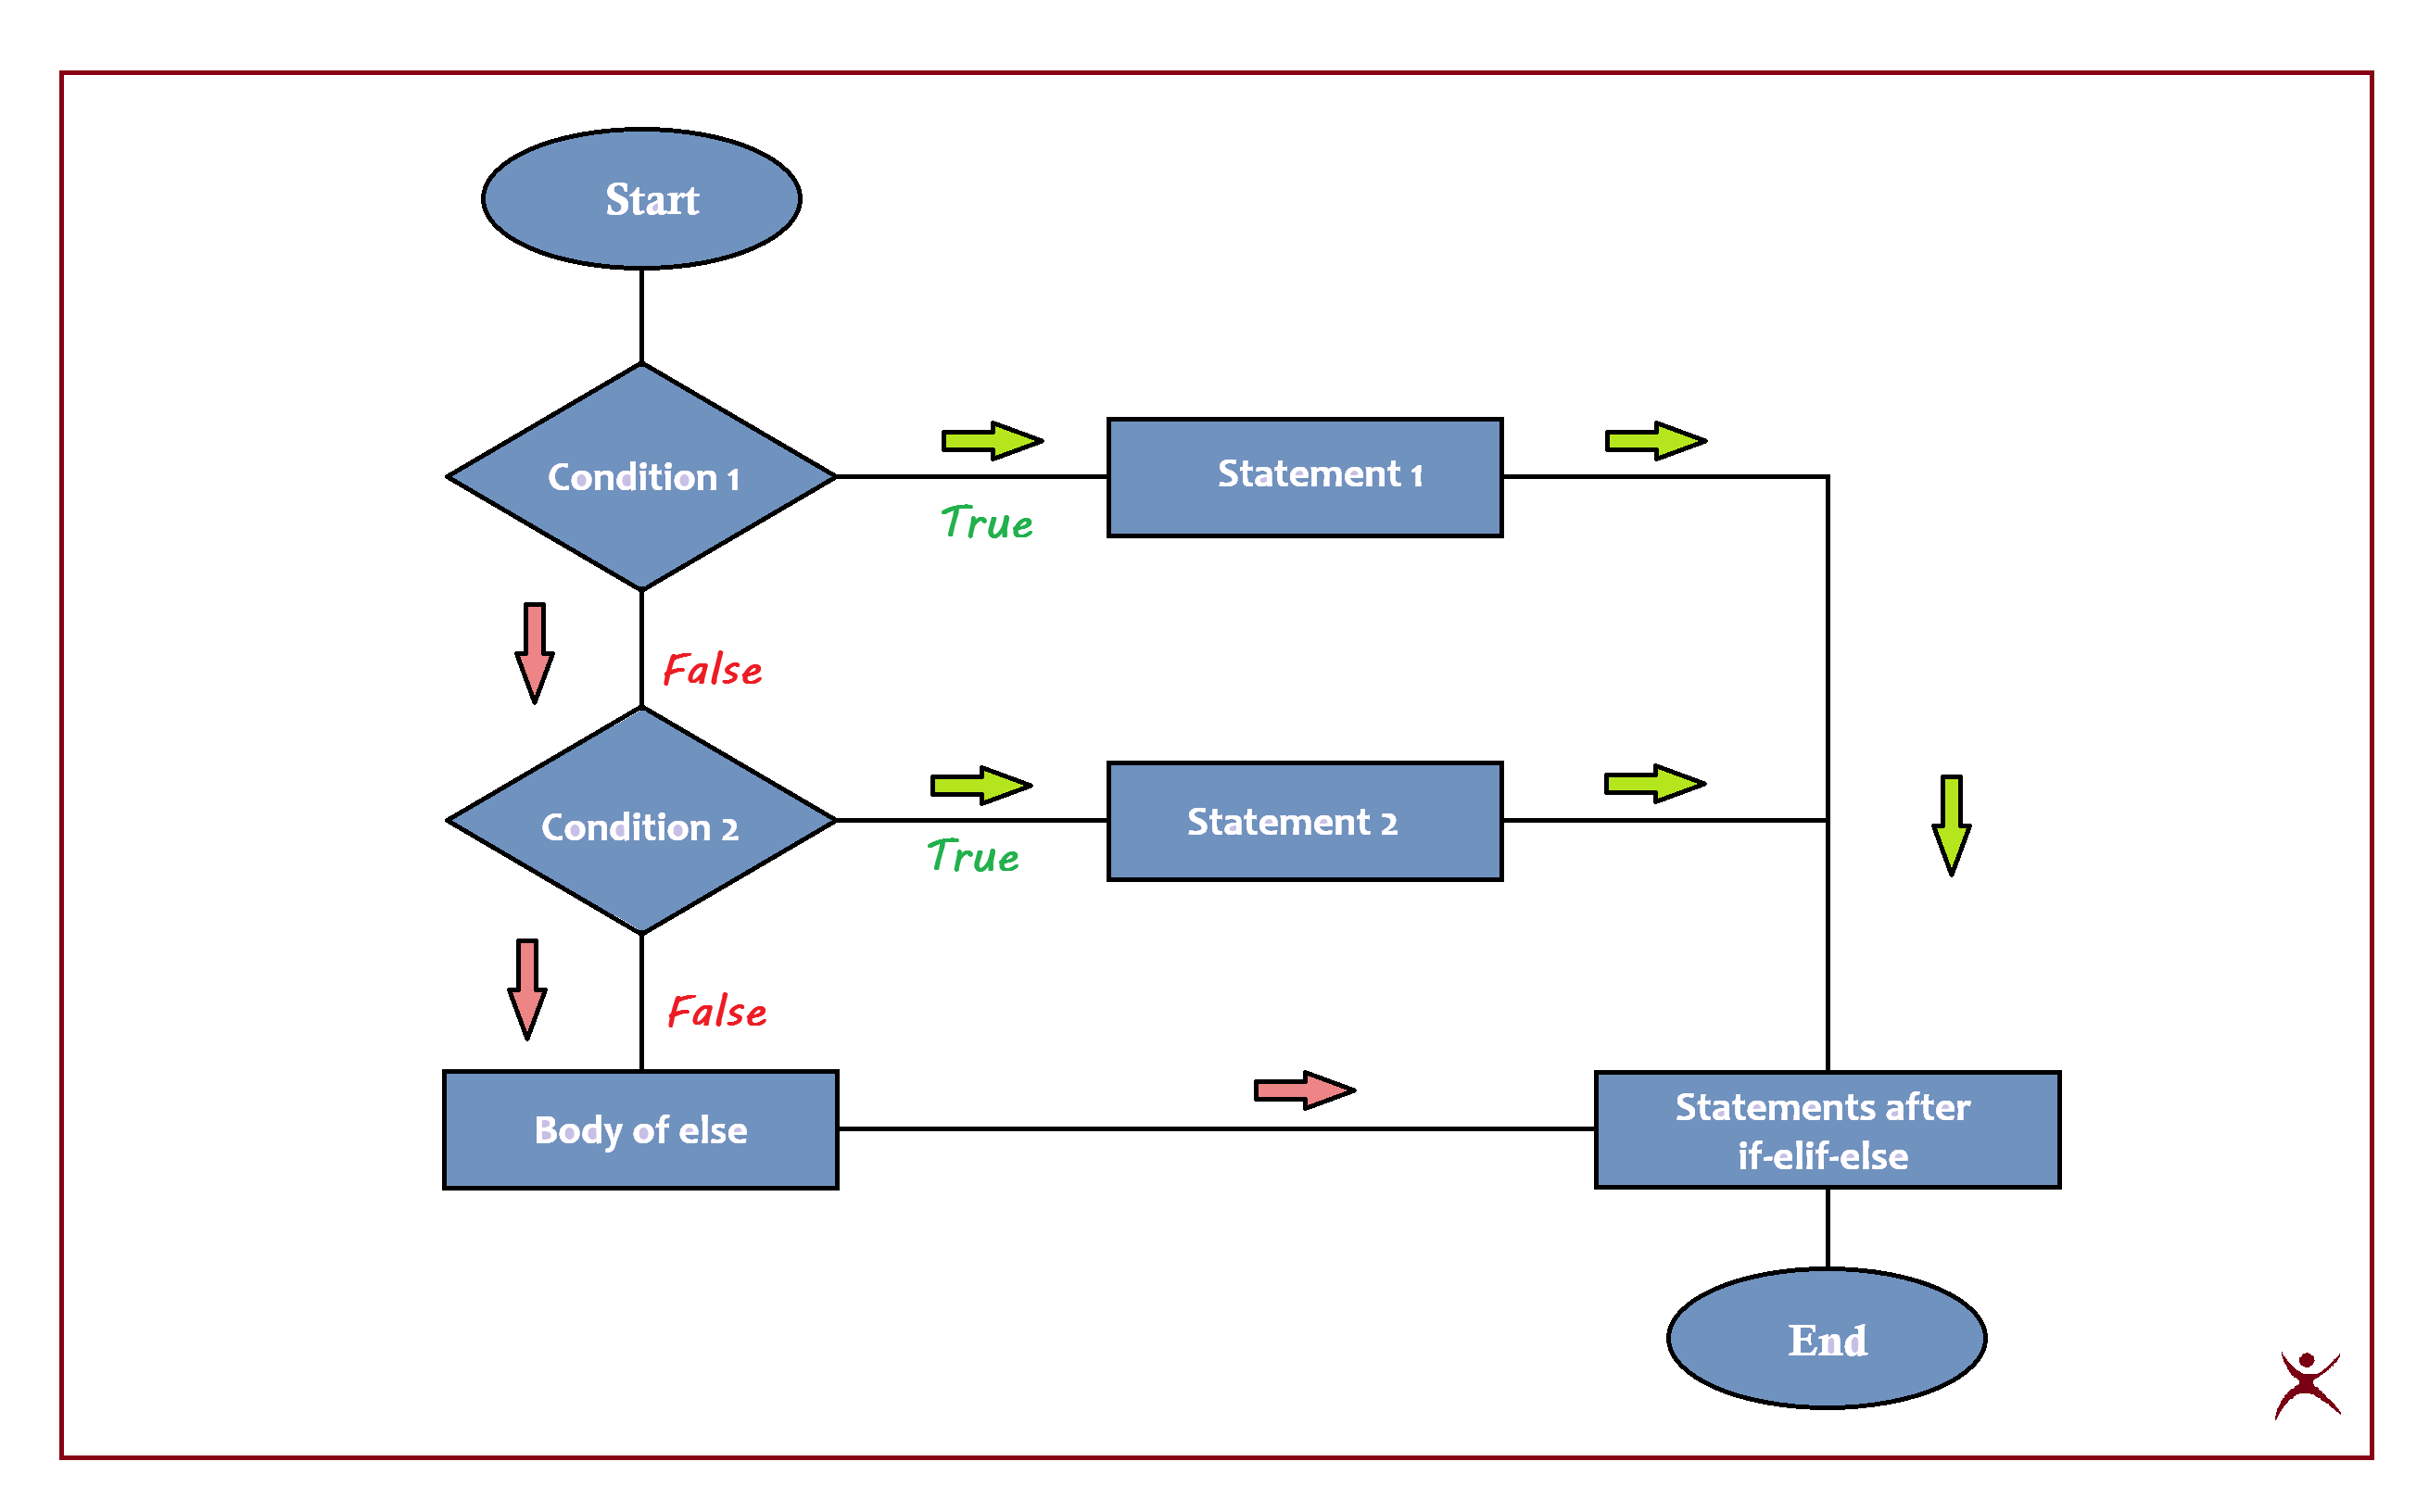 Start
Condition 1
True
Statement 1
False
Condition 2
True
Statement 2
False
Body of else
Statements after
if-elif-else
End